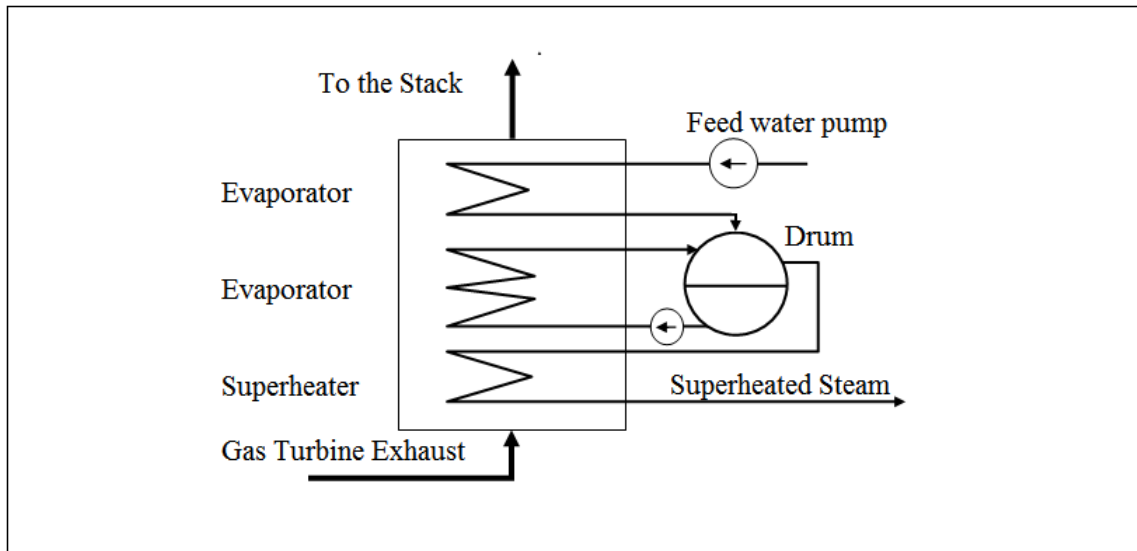 To the Stack
Feed water pump
Evaporator
Drum
Evaporator
Superheater
Superheated Steam
Gas Turbine Exhaust